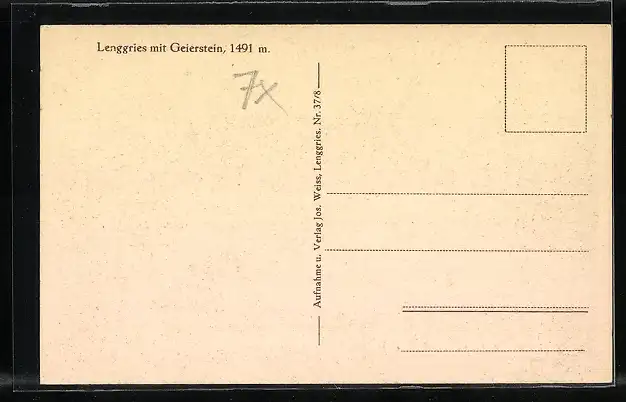 Lenggries mit Geierstein, 1491 m.
7x
Aufnahme u. Verlag Jos. Weiss, Lenggries. Nr. 37/8